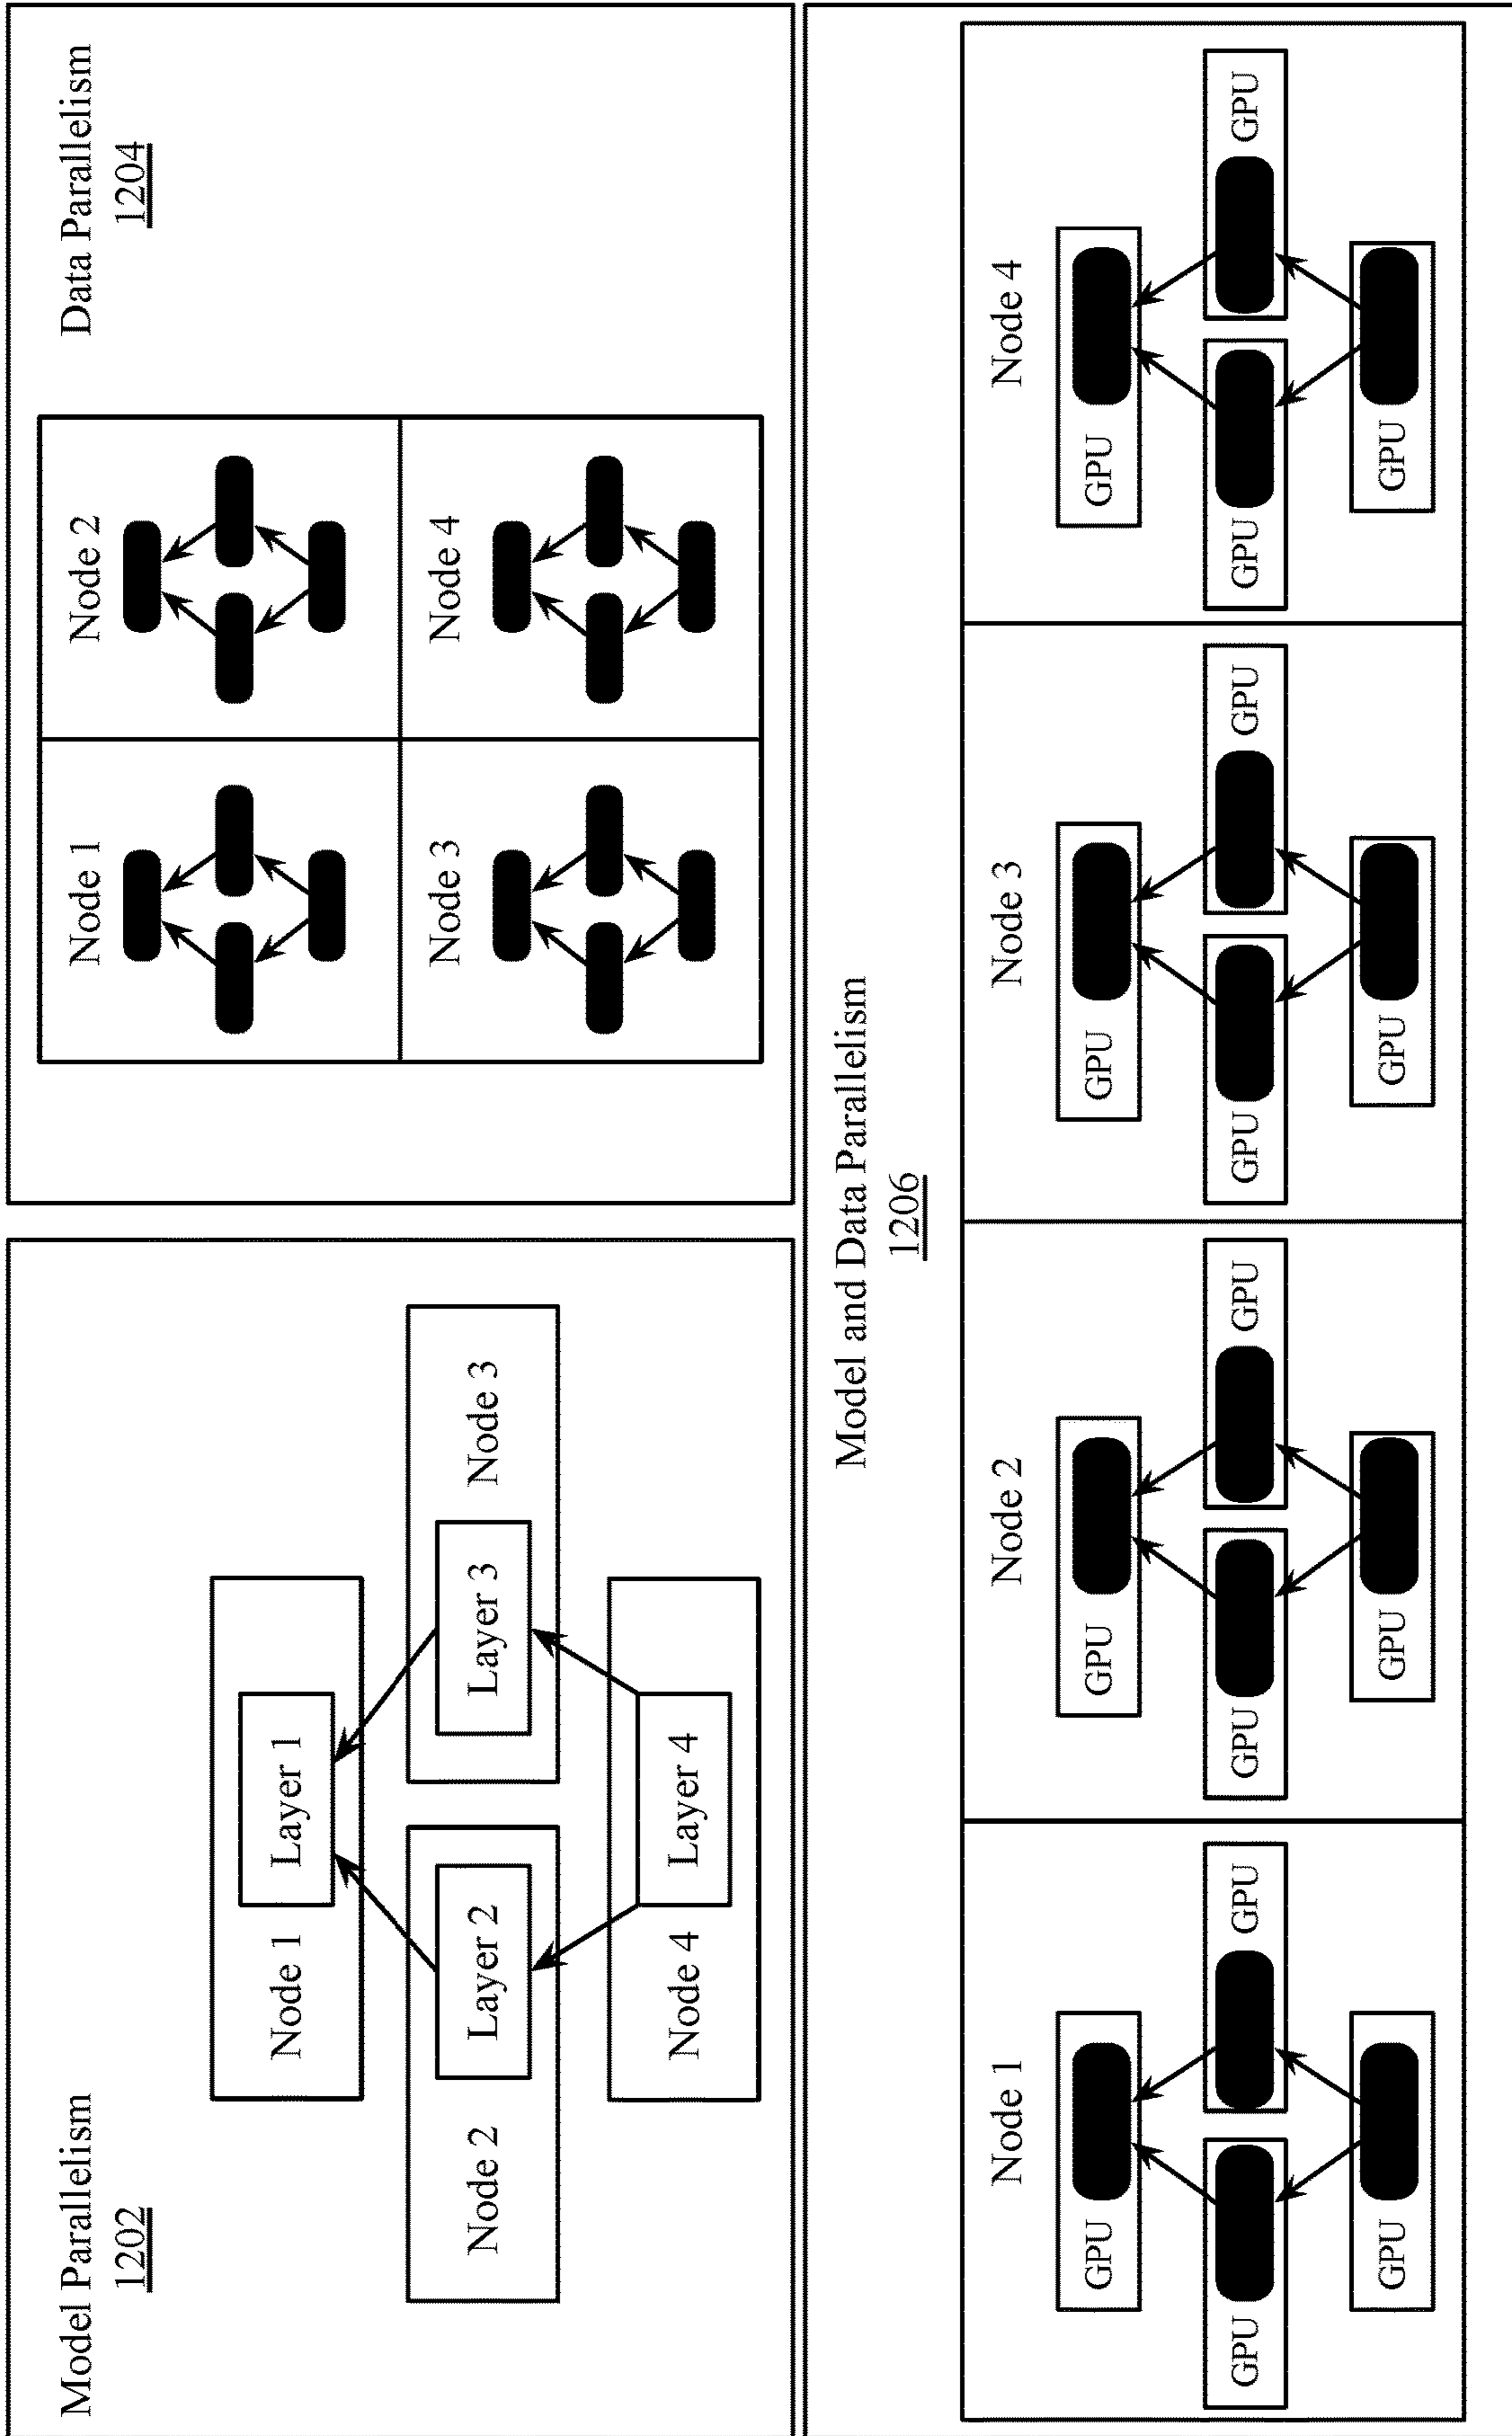 Model Parallelism
1202
Node 1
Layer 1
Node 2
Layer 2
Layer 3
Node 3
Node 4
Layer 4
Data Parallelism
1204
Node 1
Node 2
Node 3
Node 4
Model and Data Parallelism
1206
Node 1
GPU
GPU
GPU
GPU
Node 2
GPU
GPU
GPU
GPU
Node 3
GPU
GPU
GPU
GPU
Node 4
GPU
GPU
GPU
GPU